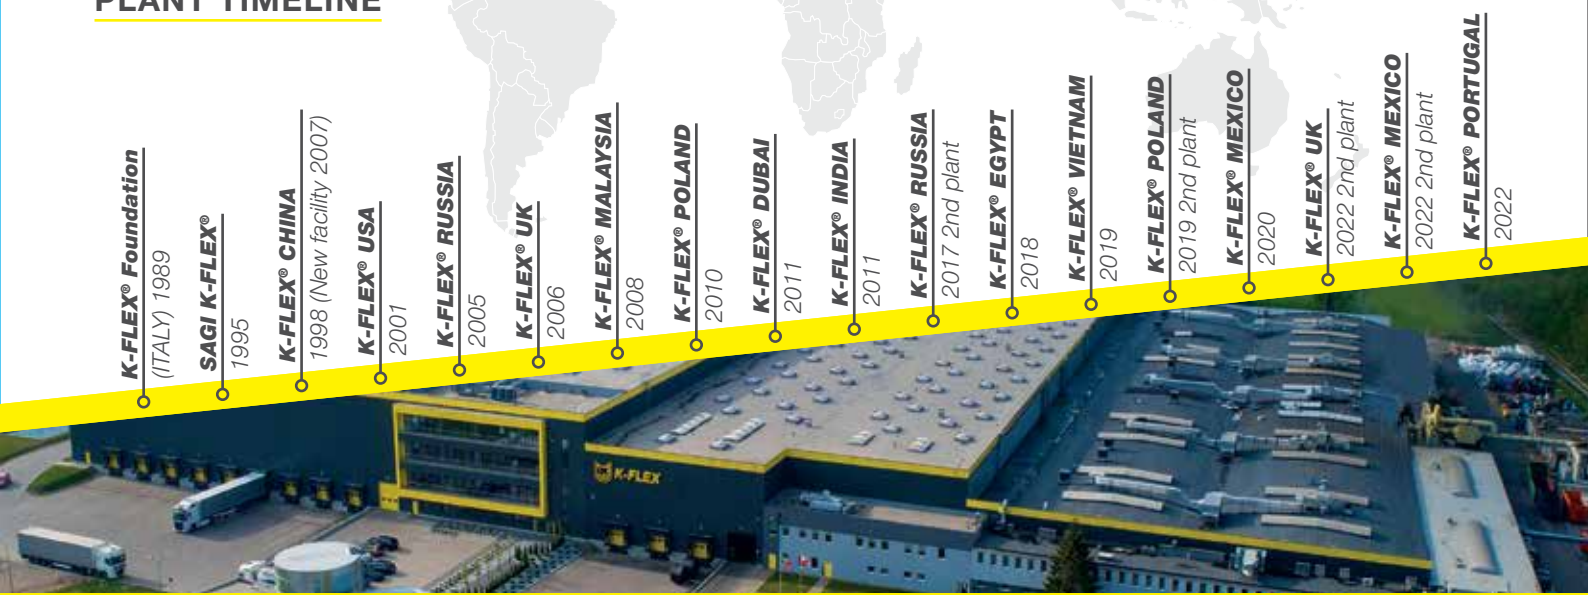 PLANT TIMELINE
K-FLEX® Foundation
(ITALY) 1989
SAGI K-FLEX®
1995
K-FLEX® CHINA
1998 (New facility 2007)
K-FLEX® USA
2001
K-FLEX® RUSSIA
2005
K-FLEX® UK
2006
K-FLEX® MALAYSIA
2008
K-FLEX® POLAND
2010
K-FLEX® DUBAI
2011
K-FLEX® INDIA
2011
K-FLEX® RUSSIA
2017 2nd plant
K-FLEX® EGYPT
2018
K-FLEX® VIETNAM
2019
K-FLEX® POLAND
2019 2nd plant
K-FLEX® MEXICO
2020
K-FLEX® UK
2022 2nd plant
K-FLEX® MEXICO
2022 2nd plant
K-FLEX® PORTUGAL
2022
K-FLEX